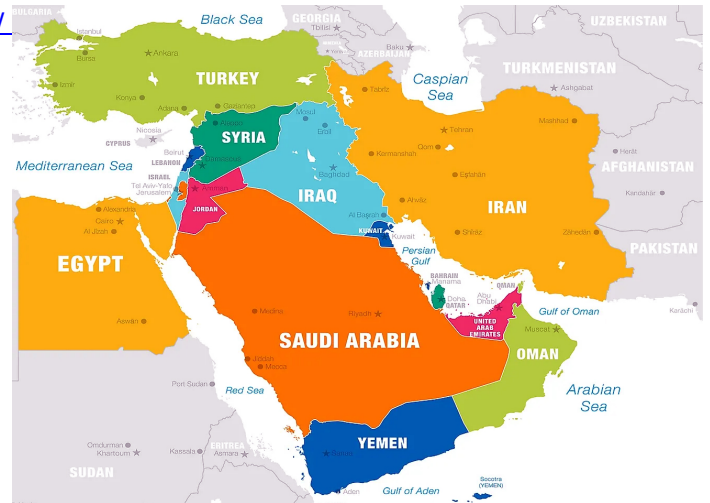 BULGARIA
Black Sea
GEORGIA
Tbilisi
UZBEKISTAN
Istanbul
Bursa
Ankara
AZERBAIJAN
Baku
Caspian
Sea
TURKMENISTAN
Ashgabat
TURKEY
Izmir
Konya
Adana
Gaziantep
Tabriz
Mosul
Erbil
Tehran
Mashhad
CYPRUS
Nicosia
SYRIA
Qom
Herat
Mediterranean Sea
Beirut
LEBANON
Kermanshah
Esfahan
AFGHANISTAN
Kandahar
ISRAEL
Tel Aviv-Yafo
Jerusalem
Amman
Baghdad
IRAQ
JORDAN
Ahvaz
IRAN
Al Basrah
Alexandria
Cairo
Al Jizah
KUWAIT
Kuwait
Shiraz
Zahedan
PAKISTAN
EGYPT
Persian
Gulf
BAHRAIN
Manama
OMAN
Doha
QATAR
Abu
Dhabi
Karachi
Gulf of Oman
Aswan
Medina
Riyadh
SAUDI ARABIA
UNITED
ARAB
EMIRATES
Muscat
OMAN
Jiddah
Mecca
Port Sudan
Red Sea
Arabian
Sea
Omdurman
Khartoum
Kassala
ERITREA
Asmara
YEMEN
SUDAN
Aden
Gulf of Aden
Socotra
(YEMEN)